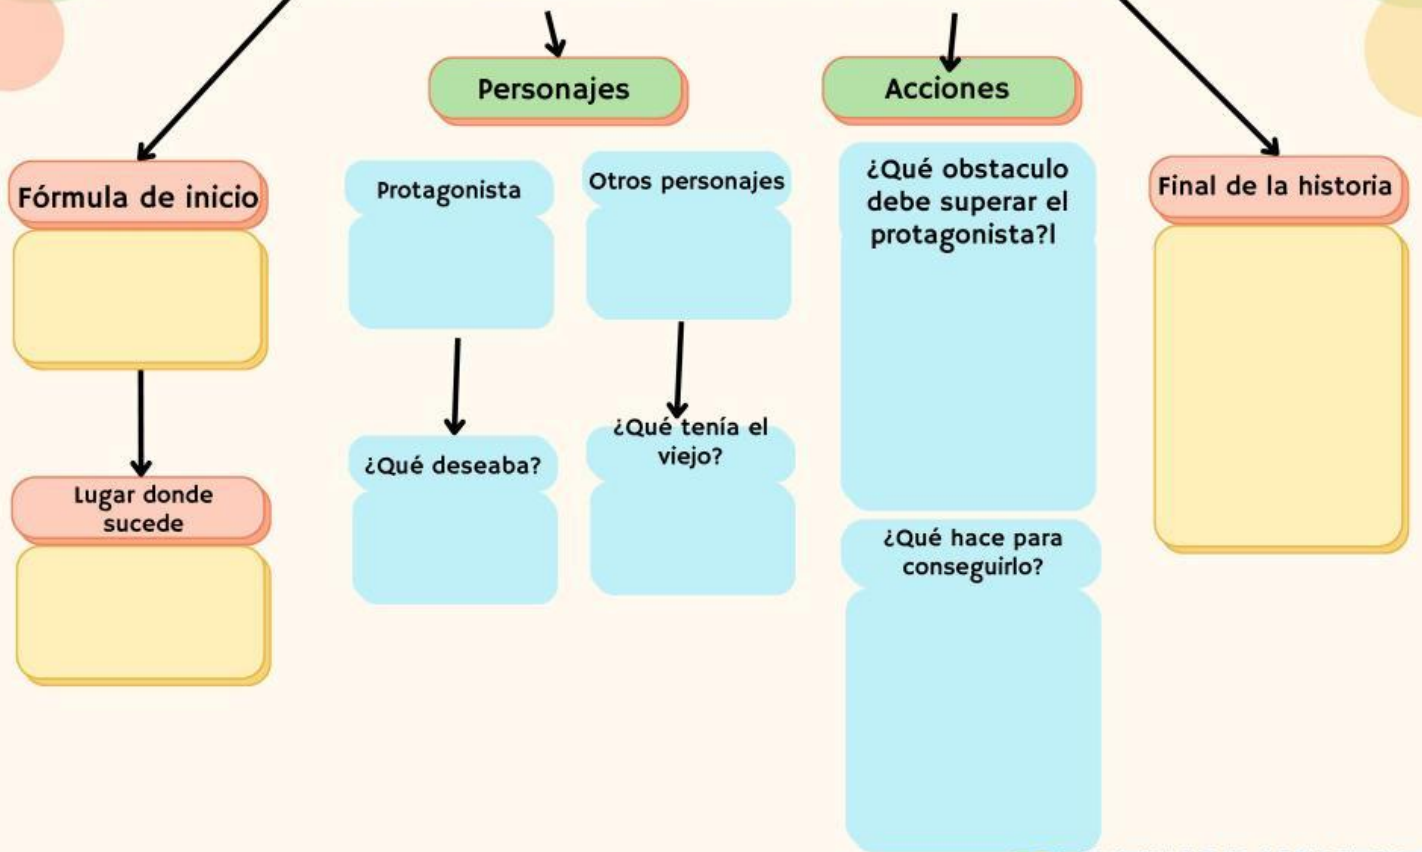 Personajes
Acciones
Fórmula de inicio
Protagonista
Otros personajes
¿Qué obstaculo
debe superar el
protagonista?l
Final de la historia
¿Qué deseaba?
¿Qué tenía el
viejo?
Lugar donde
sucede
¿Qué hace para
conseguirlo?